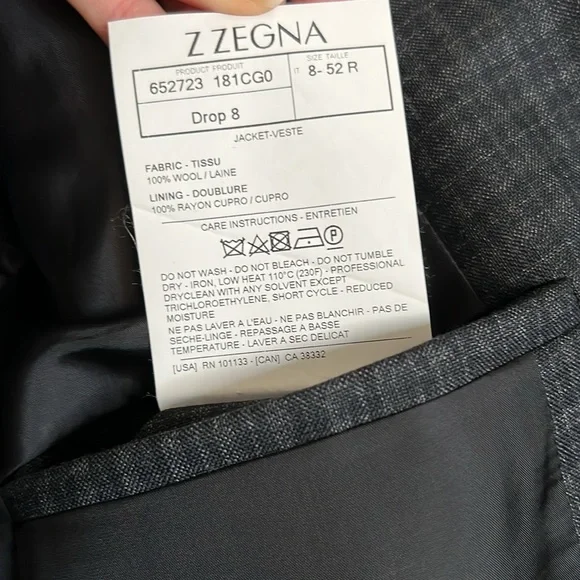 Z ZEGNA
PRODUCT PRODUIT
652723 181CG0
SIZE TAILLE
IT 8- 52 R
Drop 8
JACKET-VESTE
FABRIC - TISSU
100% WOOL / LAINE
LINING - DOUBLURE
100% RAYON CUPRO / CUPRO
CARE INSTRUCTIONS - ENTRETIEN
P
DO NOT WASH - DO NOT BLEACH - DO NOT TUMBLE
DRY - IRON, LOW HEAT 110°C (230F) - PROFESSIONAL
DRYCLEAN WITH ANY SOLVENT EXCEPT
TRICHLOROETHYLENE, SHORT CYCLE - REDUCED
MOISTURE
NE PAS LAVER A L'EAU - NE PAS BLANCHIR - PAS DE
SECHE-LINGE - REPASSAGE A BASSE
TEMPERATURE - LAVER A SEC DELICAT
[USA] RN 101133 - [CAN] CA 38332